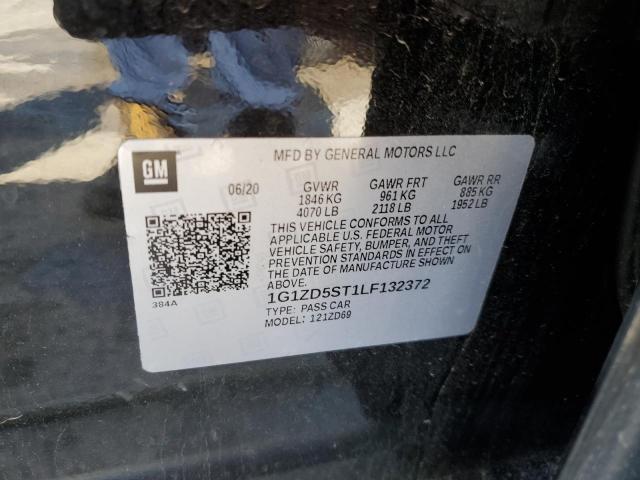 GM
MFD BY GENERAL MOTORS LLC
06/20 GVWR GAWR FRT GAWR RR
1846 KG 961 KG 885 KG
4070 LB 2118 LB 1952 LB
THIS VEHICLE CONFORMS TO ALL
APPLICABLE U.S. FEDERAL MOTOR
VEHICLE SAFETY, BUMPER, AND THEFT
PREVENTION STANDARDS IN EFFECT ON
THE DATE OF MANUFACTURE SHOWN
ABOVE.
1G1ZD5ST1LF132372
384A
TYPE: PASS CAR
MODEL: 121ZD69